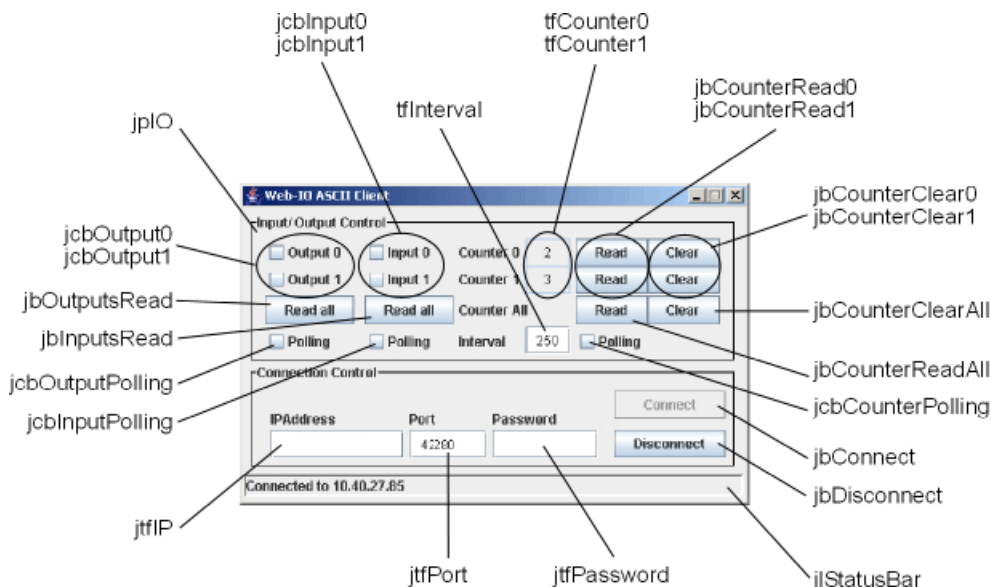 jcbInput0
jcbInput1
tfCounter0
tfCounter1
jbCounterRead0
jbCounterRead1
tfInterval
jpIO
Web-IO ASCII Client
jbCounterClear0
jbCounterClear1
Input/Output Control
jcbOutput0
jcbOutput1
Output 0
Input 0
Counter 0
2
Read
Clear
Output 1
Input 1
Counter 1
3
Read
Clear
jbOutputsRead
Read all
Read all
Counter All
Read
Clear
jbCounterClearAll
jbInputsRead
Polling
Polling
Interval
250
Polling
jbCounterReadAll
jcbOutputPolling
Connection Control
jcbCounterPolling
jcbInputPolling
Connect
IPAddress
Port
Password
42280
Disconnect
jbConnect
Connected to 10.40.27.85
jbDisconnect
jtfIP
jtfPort
jtfPassword
ilStatusBar